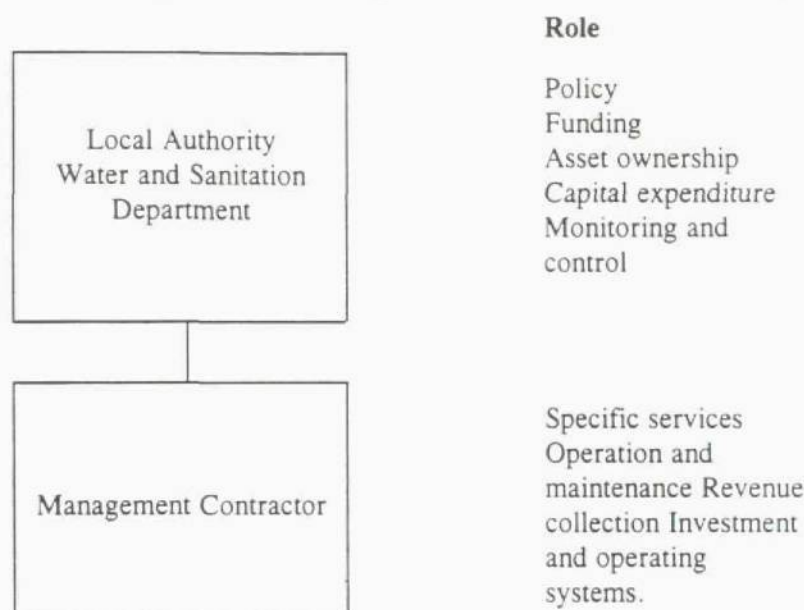 Role
Local Authority
Water and Sanitation
Department
Policy
Funding
Asset ownership
Capital expenditure
Monitoring and
control
Management Contractor
Specific services
Operation and
maintenance Revenue
collection Investment
and operating
systems.